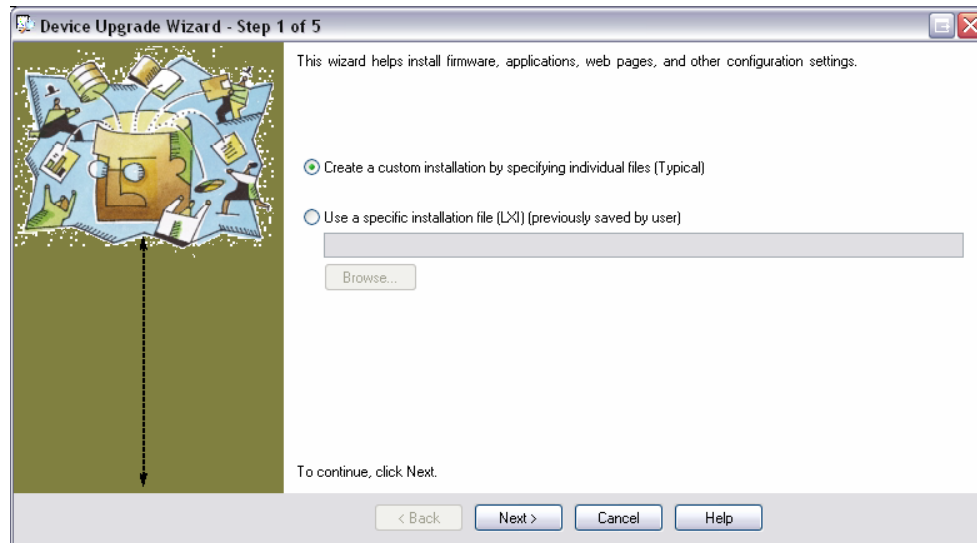 Device Upgrade Wizard - Step 1 of 5
This wizard helps install firmware, applications, web pages, and other configuration settings.
Create a custom installation by specifying individual files (Typical)
Use a specific installation file (LXI) (previously saved by user)
Browse...
To continue, click Next.
< Back
Next >
Cancel
Help